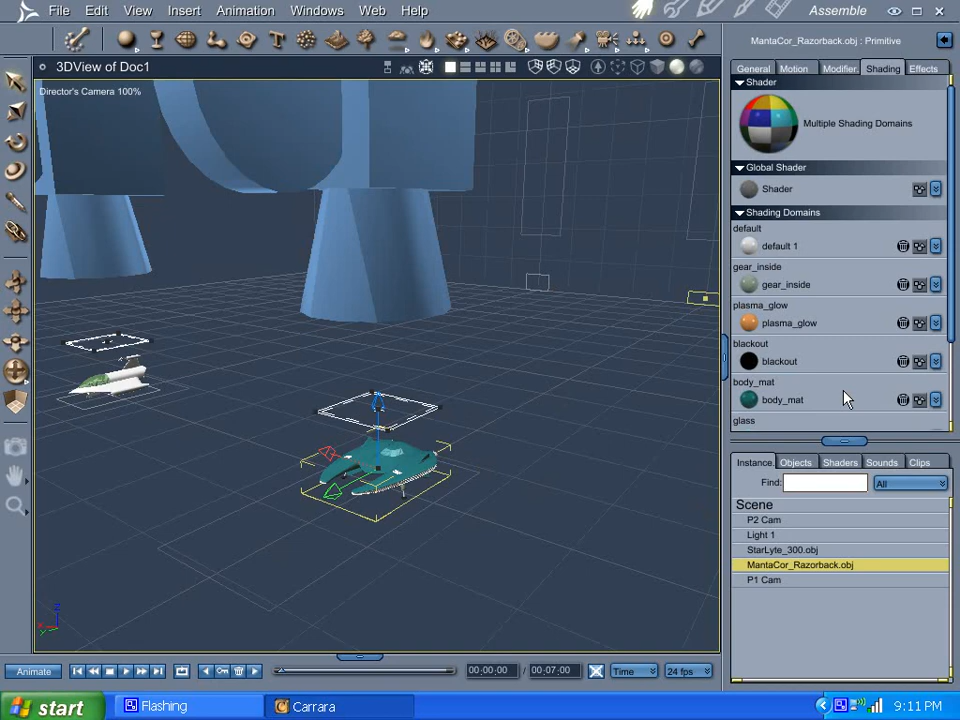 File Edit View Insert Animation Windows Web Help Assemble
3DView of Doc1
Director's Camera 100%
MantaCor_Razorback.obj : Primitive
General Motion Modifier Shading Effects
Shader
Multiple Shading Domains
Global Shader
Shader
Shading Domains
default
default 1
gear_inside
gear_inside
plasma_glow
plasma_glow
blackout
blackout
body_mat
body_mat
glass
Instance Objects Shaders Sounds Clips
Find: All
Scene
P2 Cam
Light 1
StarLyte_300.obj
MantaCor_Razorback.obj
P1 Cam
Z
Y
Animate 00:00:00 / 00:07:00 Time 24 fps
start Flashing Carrara 9:11 PM